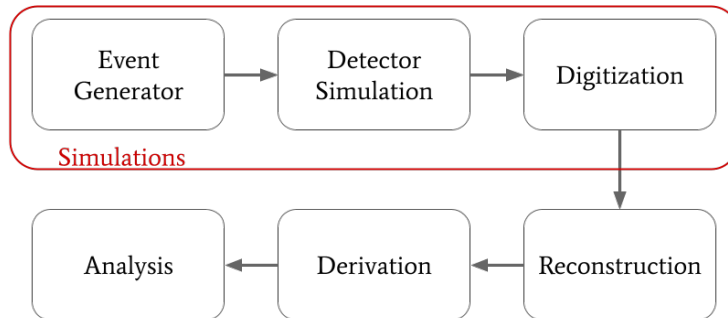 Event
Generator
Detector
Simulation
Digitization
Simulations
Analysis
Derivation
Reconstruction